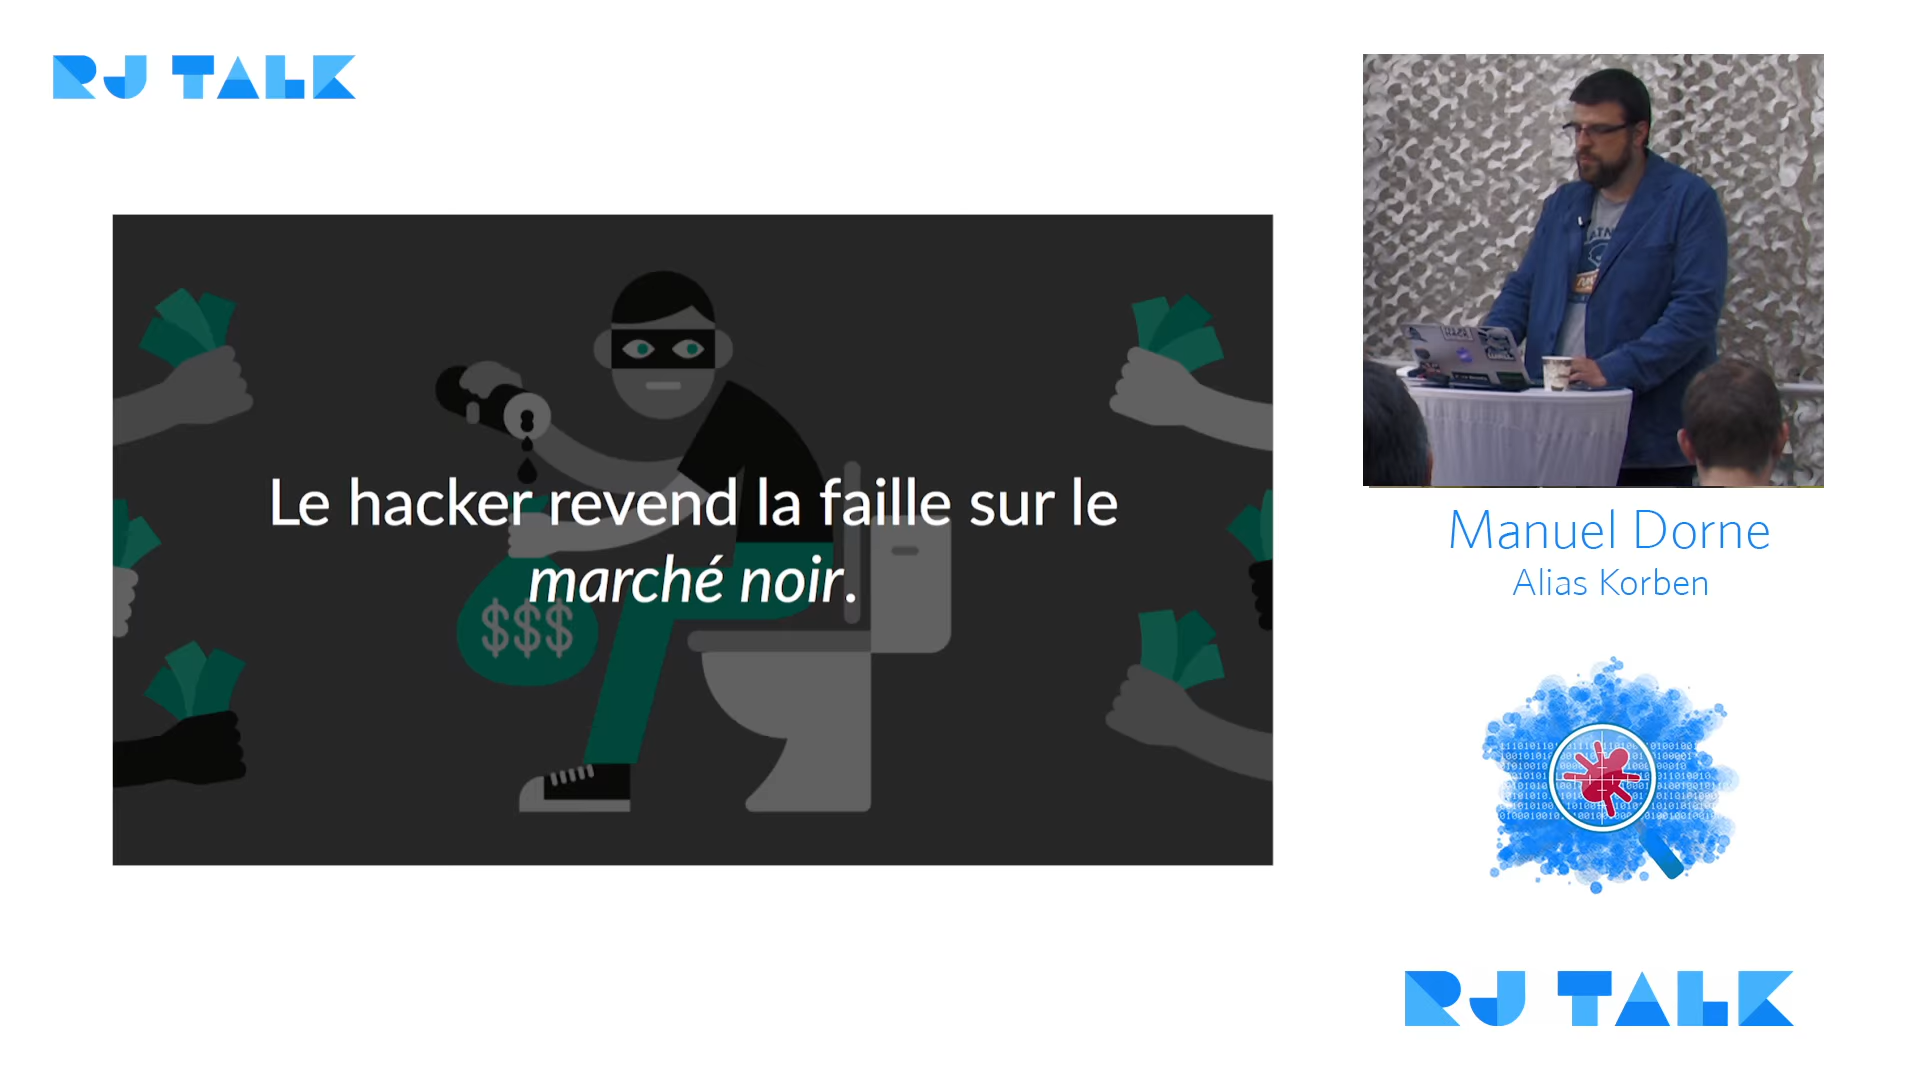 RJ TALK
Le hacker revend la faille sur le
marché noir.
$$$
Manuel Dorne
Alias Korben
RJ TALK